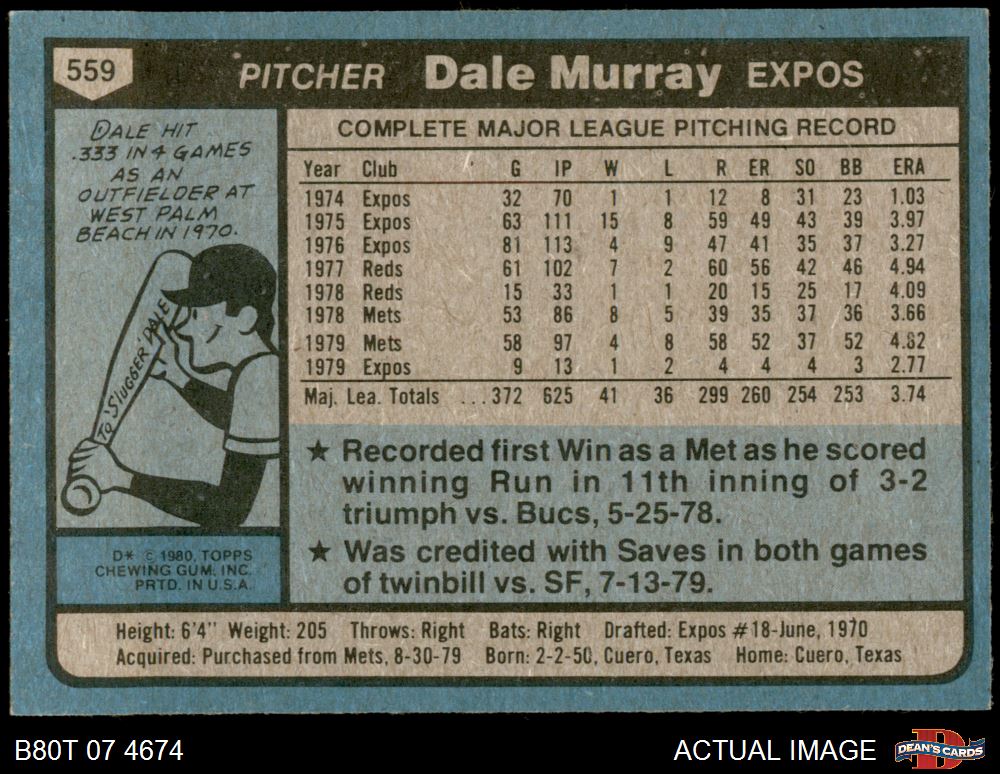 559
PITCHER Dale Murray EXPOS
DALE HIT
.333 IN 4 GAMES
AS AN
OUTFIELDER AT
WEST PALM
BEACH IN 1970.
TO "SLUGGER" DALE
D* © 1980, TOPPS
CHEWING GUM, INC.
PRTD. IN U.S.A.
COMPLETE MAJOR LEAGUE PITCHING RECORD
Year Club G IP W L R ER SO BB ERA
1974 Expos 32 70 1 1 12 8 31 23 1.03
1975 Expos 63 111 15 8 59 49 43 39 3.97
1976 Expos 81 113 4 9 47 41 35 37 3.27
1977 Reds 61 102 7 2 60 56 42 46 4.94
1978 Reds 15 33 1 1 20 15 25 17 4.09
1978 Mets 53 86 8 5 39 35 37 36 3.66
1979 Mets 58 97 4 8 58 52 37 52 4.82
1979 Expos 9 13 1 2 4 4 4 3 2.77
Maj. Lea. Totals ...372 625 41 36 299 260 254 253 3.74
★ Recorded first Win as a Met as he scored
winning Run in 11th inning of 3-2
triumph vs. Bucs, 5-25-78.
★ Was credited with Saves in both games
of twinbill vs. SF, 7-13-79.
Height: 6'4" Weight: 205 Throws: Right Bats: Right Drafted: Expos #18-June, 1970
Acquired: Purchased from Mets, 8-30-79 Born: 2-2-50, Cuero, Texas Home: Cuero, Texas
B80T 07 4674
ACTUAL IMAGE
D
DEAN'S CARDS